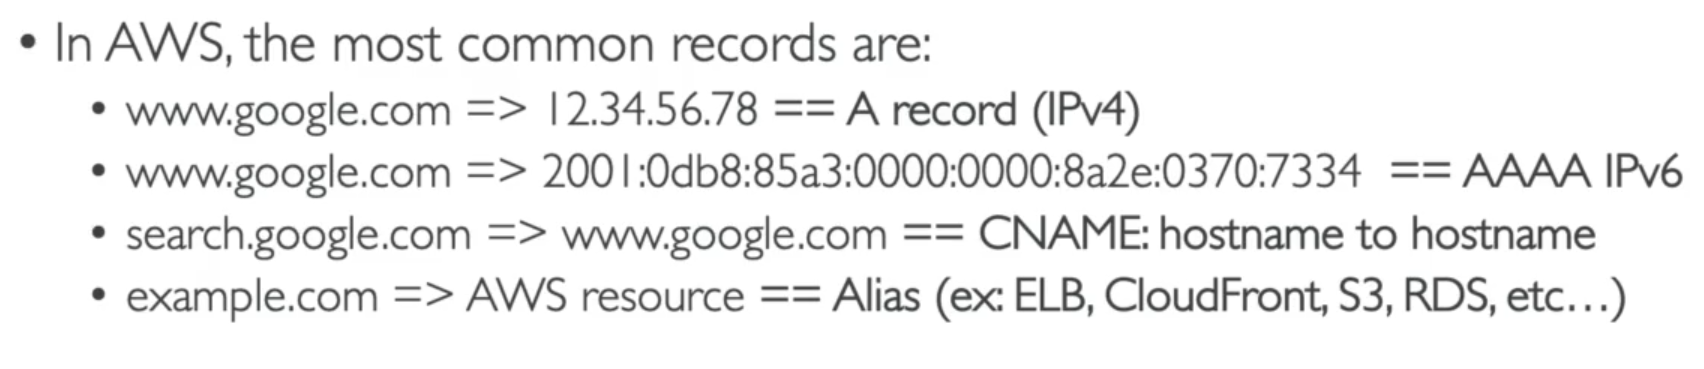 • In AWS, the most common records are:
• www.google.com => 12.34.56.78 == A record (IPv4)
• www.google.com => 2001:0db8:85a3:0000:0000:8a2e:0370:7334 == AAAA IPv6
• search.google.com => www.google.com == CNAME: hostname to hostname
• example.com => AWS resource == Alias (ex: ELB, CloudFront, S3, RDS, etc…)